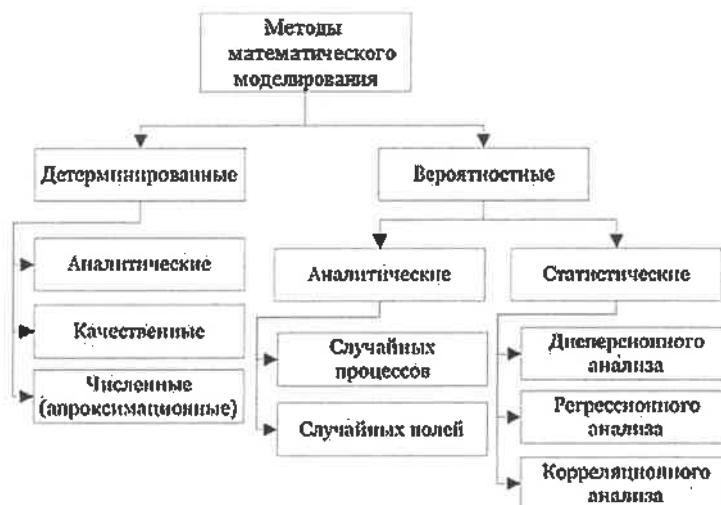 Методы
математического
моделирования
Детерминированные
Вероятностные
Аналитические
Качественные
Численные
(апроксимационные)
Аналитические
Случайных
процессов
Случайных полей
Статистические
Дисперсионного
анализа
Регрессионного
анализа
Корреляционного
анализа